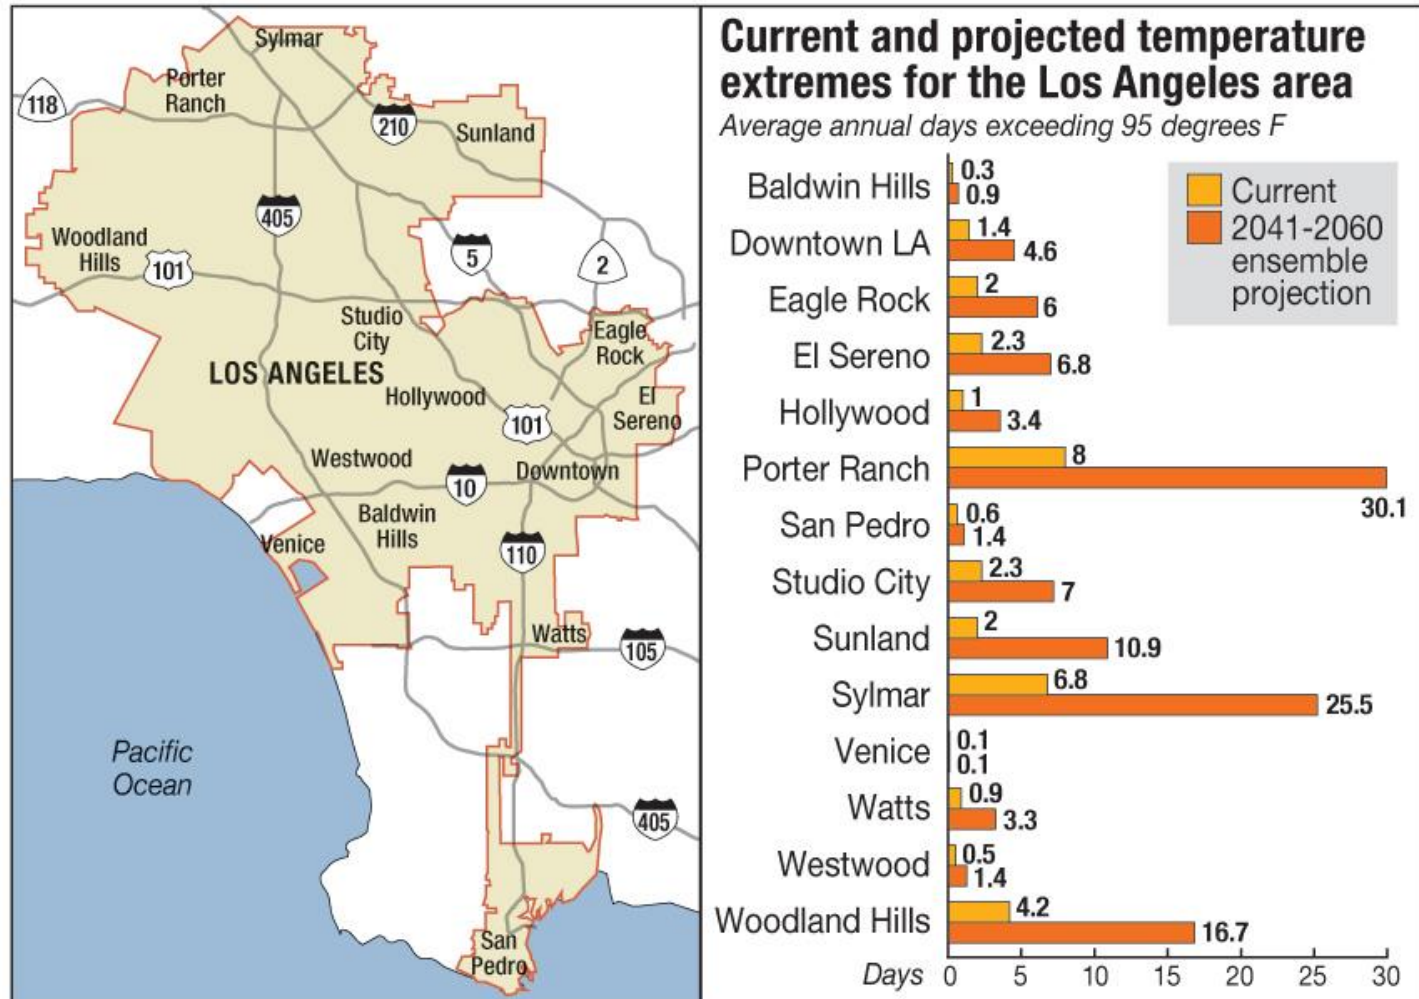 Sylmar
Porter
Ranch
118
210
Sunland
405
Woodland
Hills
101
5
2
Studio
City
Eagle
Rock
LOS ANGELES
Hollywood
El
Sereno
101
Westwood
10
Downtown
Baldwin
Hills
Venice
110
Watts
105
Pacific
Ocean
405
San
Pedro
Current and projected temperature
extremes for the Los Angeles area
Average annual days exceeding 95 degrees F
Current
2041-2060
ensemble
projection
Baldwin Hills 0.3
0.9
Downtown LA 1.4
4.6
Eagle Rock 2
6
El Sereno 2.3
6.8
Hollywood 1
3.4
Porter Ranch 8
30.1
San Pedro 0.6
1.4
Studio City 2.3
7
Sunland 2
10.9
Sylmar 6.8
25.5
Venice 0.1
0.1
Watts 0.9
3.3
Westwood 0.5
1.4
Woodland Hills 4.2
16.7
Days 0 5 10 15 20 25 30